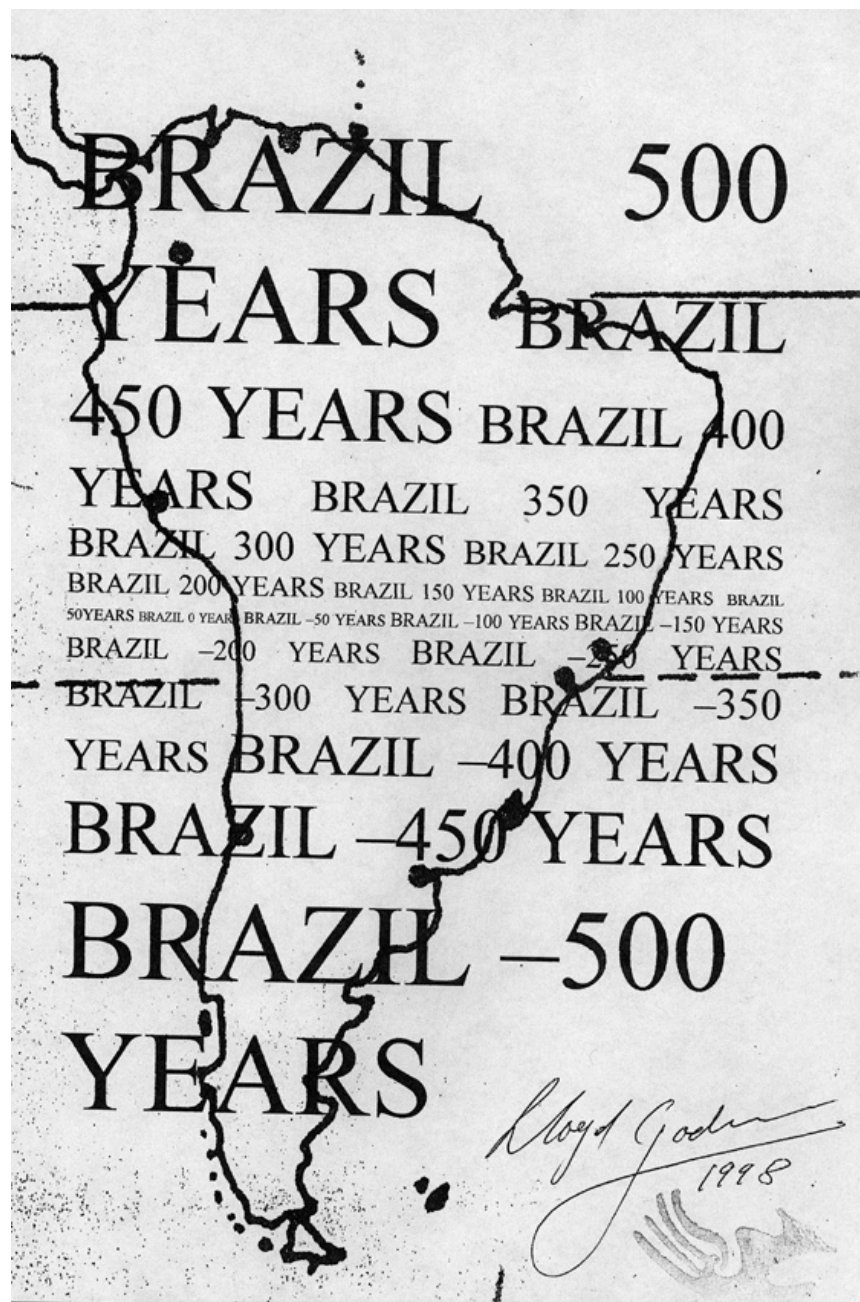 BRAZIL 500
YEARS BRAZIL
450 YEARS BRAZIL 400
YEARS BRAZIL 350 YEARS
BRAZIL 300 YEARS BRAZIL 250 YEARS
BRAZIL 200 YEARS BRAZIL 150 YEARS BRAZIL 100 YEARS BRAZIL
50YEARS BRAZIL 0 YEAR BRAZIL –50 YEARS BRAZIL –100 YEARS BRAZIL –150 YEARS
BRAZIL –200 YEARS BRAZIL –250 YEARS
BRAZIL –300 YEARS BRAZIL –350
YEARS BRAZIL –400 YEARS
BRAZIL –450 YEARS
BRAZIL –500
YEARS
Lloyd
1998